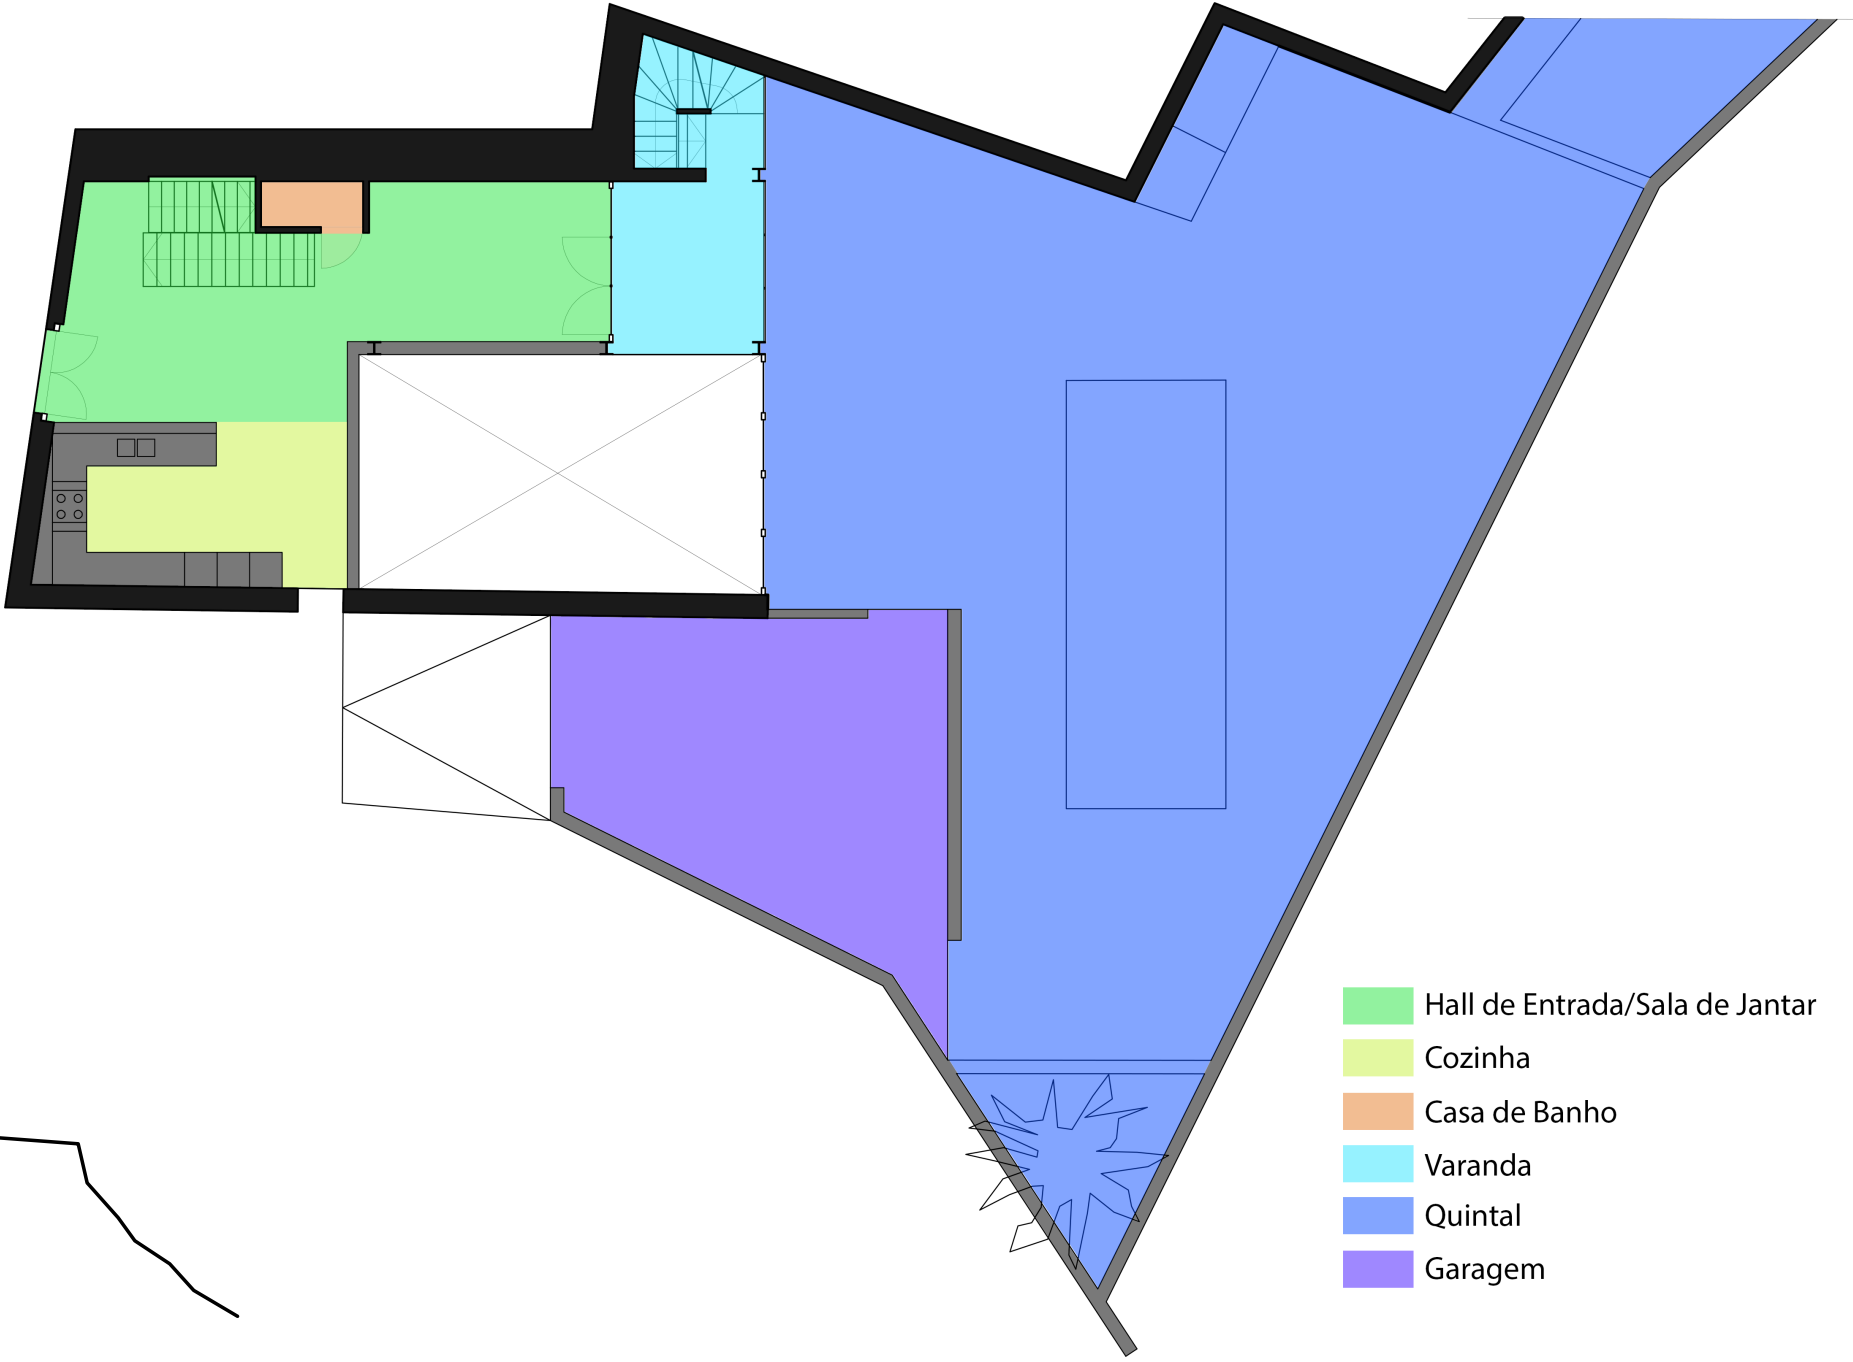 Hall de Entrada/Sala de Jantar
Cozinha
Casa de Banho
Varanda
Quintal
Garagem